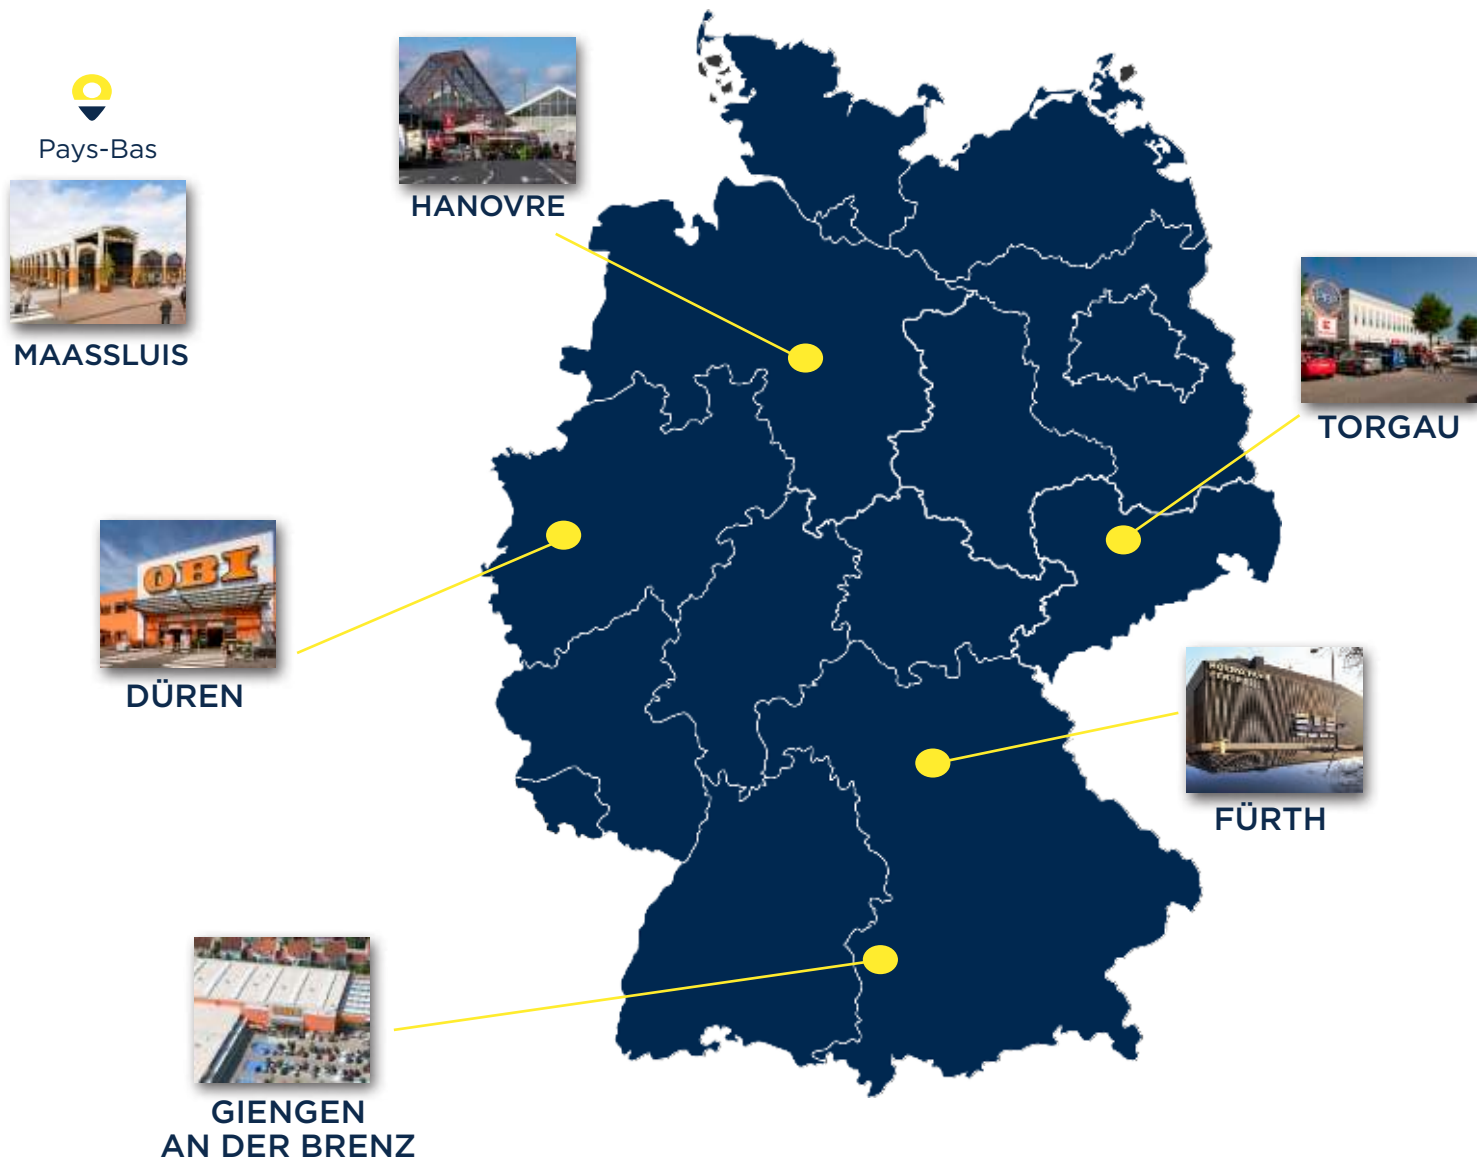 Pays-Bas
MAASSLUIS
HANOVRE
TORGAU
OBI
DÜREN
FÜRTH
GIENGEN
AN DER BRENZ